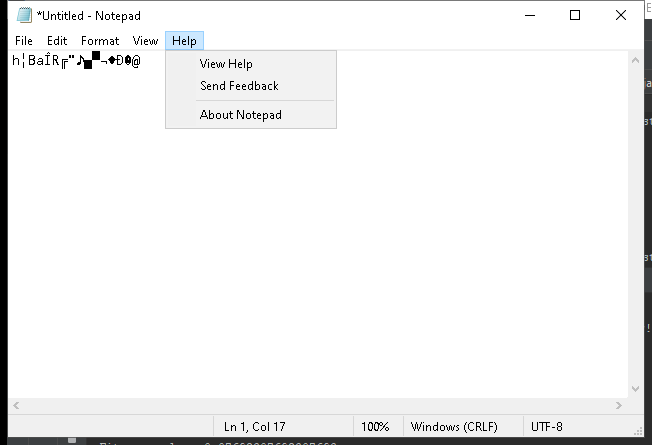 *Untitled - Notepad
File Edit Format View Help
h¦BaÎR╔"♪▄▀¬♦Ð@
View Help
Send Feedback
About Notepad
Ln 1, Col 17
100%
Windows (CRLF)
UTF-8